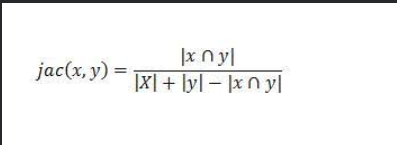 jac(x, y) = |x ∩ y| / |X| + |y| − |x ∩ y|